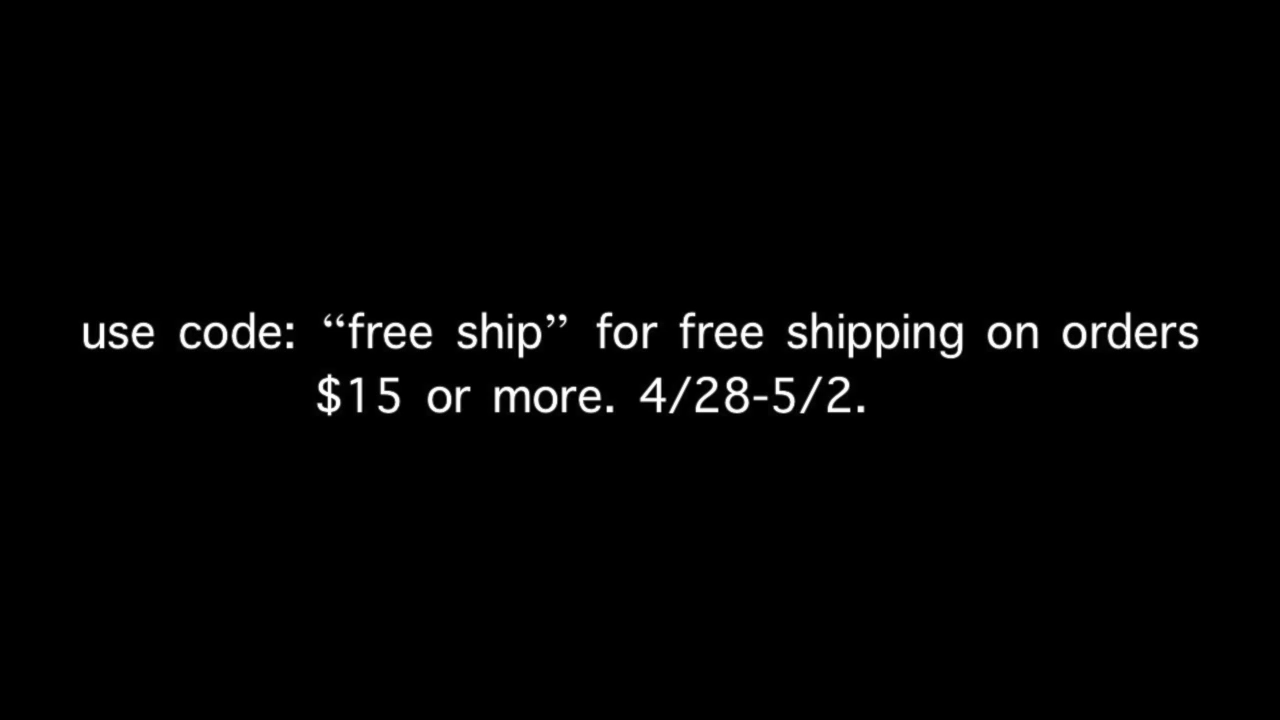 use code: “free ship” for free shipping on orders
$15 or more. 4/28-5/2.